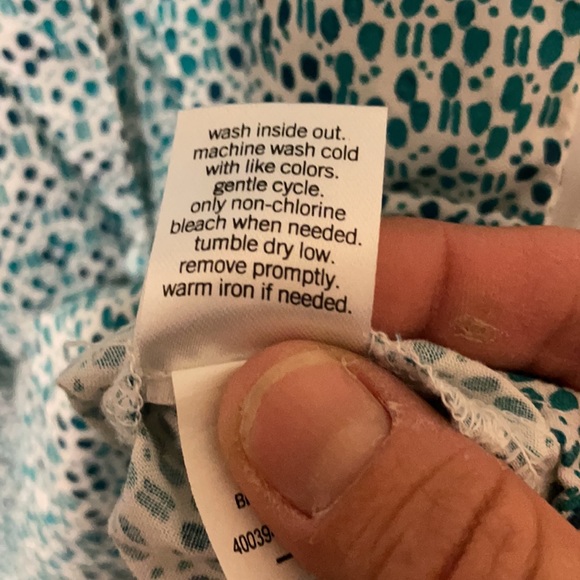 wash inside out.
machine wash cold
with like colors.
gentle cycle.
only non-chlorine
bleach when needed.
tumble dry low.
remove promptly.
warm iron if needed.